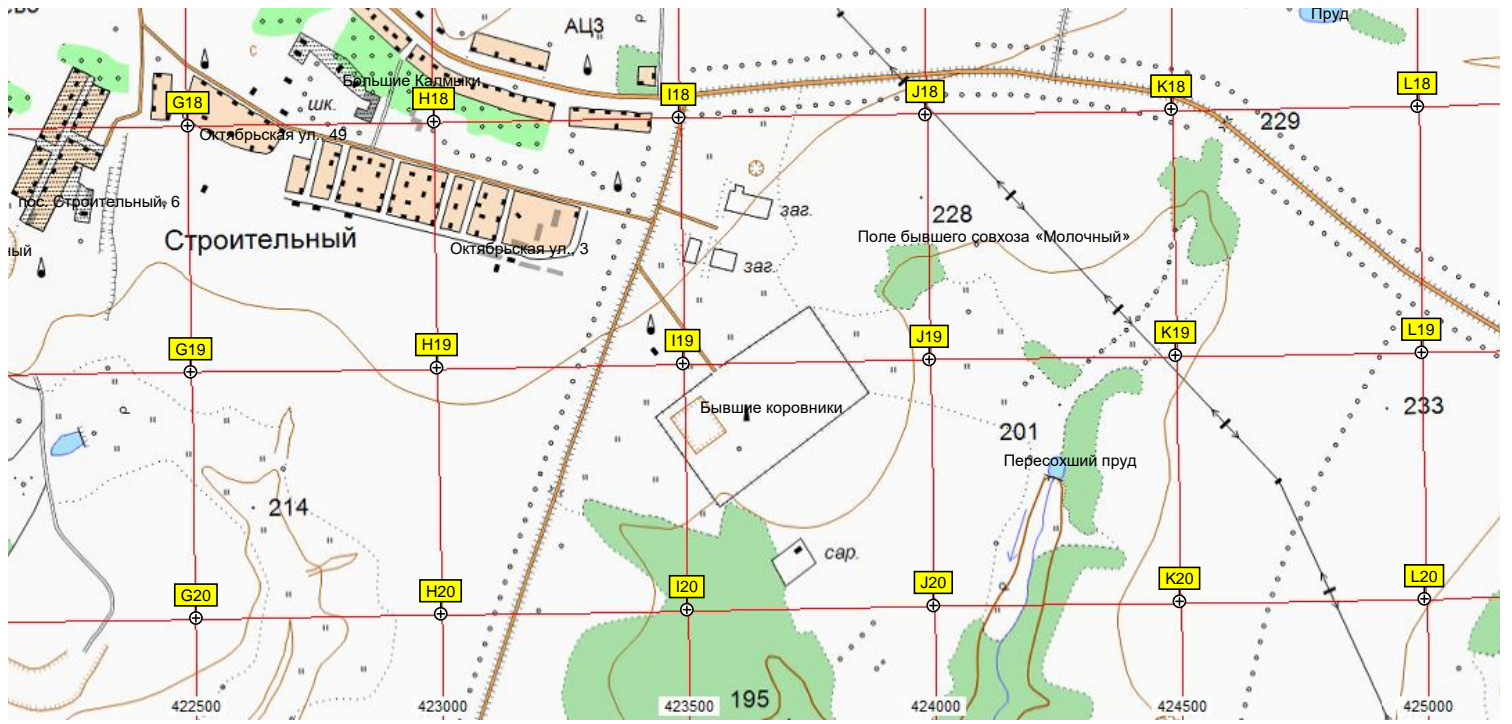 Пруд
АЦЗ
р
с
Большие Калмыки
шк.
G18
H18
I18
J18
K18
L18
Октябрьская ул., 49
229
пос. Строительный, 6
заг.
228
Строительный
Октябрьская ул., 3
Поле бывшего совхоза «Молочный»
ный
заг.
G19
H19
I19
J19
K19
L19
р
Бывшие коровники
233
201
Пересохший пруд
214
сар.
G20
H20
I20
J20
K20
L20
р
195
422500
423000
423500
424000
424500
425000